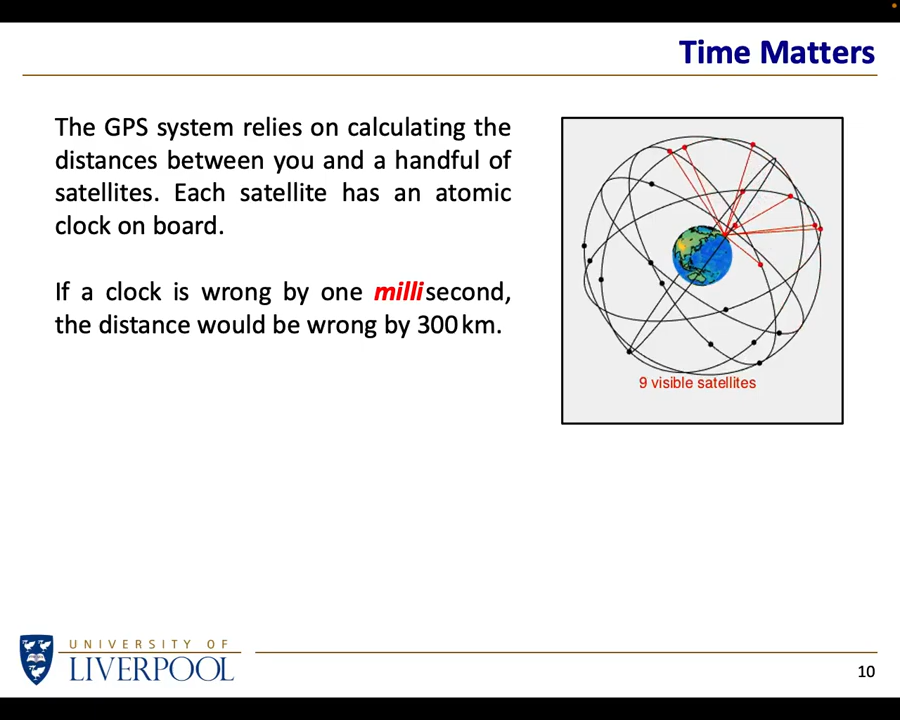 Time Matters
The GPS system relies on calculating the
distances between you and a handful of
satellites. Each satellite has an atomic
clock on board.
If a clock is wrong by one millisecond,
the distance would be wrong by 300 km.
9 visible satellites
UNIVERSITY OF
LIVERPOOL
10